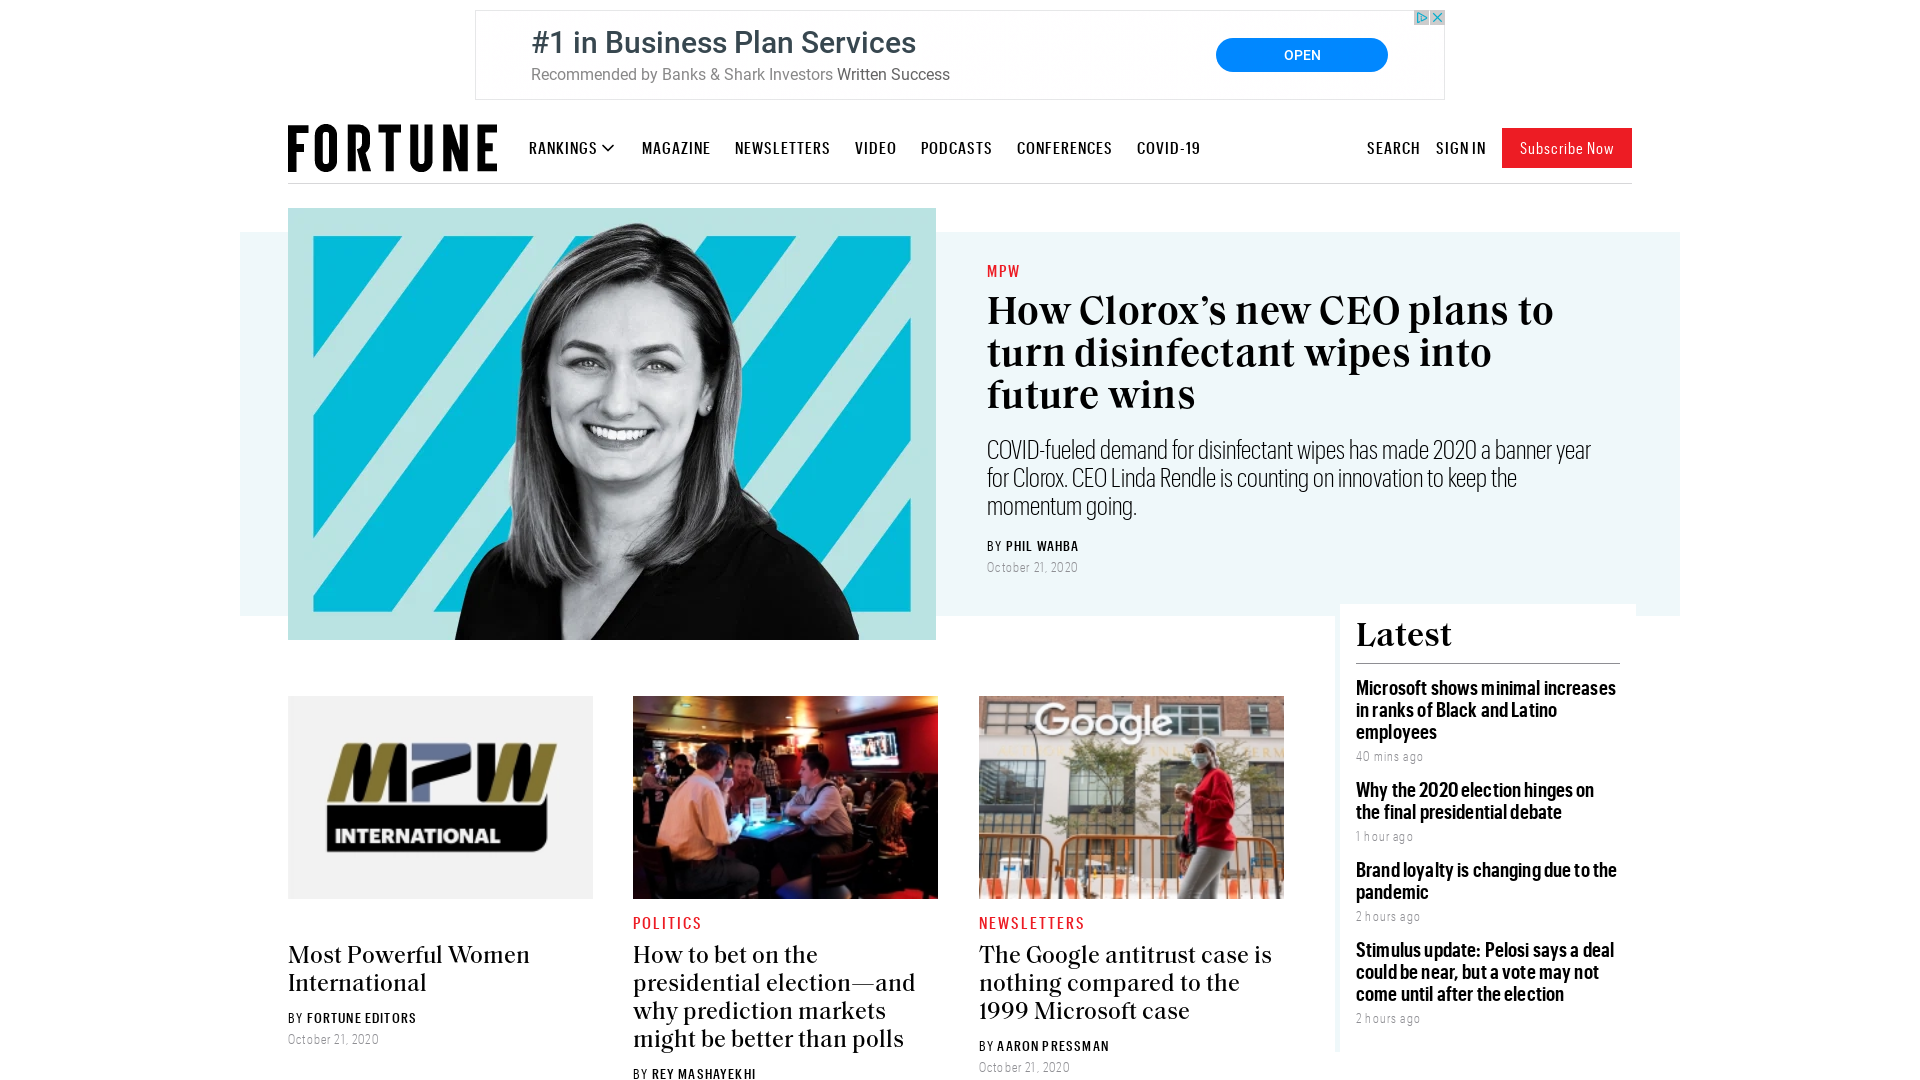 #1 in Business Plan Services
Recommended by Banks & Shark Investors Written Success
OPEN
FORTUNE
RANKINGS
MAGAZINE
NEWSLETTERS
VIDEO
PODCASTS
CONFERENCES
COVID-19
SEARCH
SIGN IN
Subscribe Now
MPW
How Clorox’s new CEO plans to
turn disinfectant wipes into
future wins
COVID-fueled demand for disinfectant wipes has made 2020 a banner year
for Clorox. CEO Linda Rendle is counting on innovation to keep the
momentum going.
BY PHIL WAHBA
October 21, 2020
MPW
INTERNATIONAL
Most Powerful Women
International
BY FORTUNE EDITORS
October 21, 2020
POLITICS
How to bet on the
presidential election—and
why prediction markets
might be better than polls
BY REY MASHAYEKHI
Google
NEWSLETTERS
The Google antitrust case is
nothing compared to the
1999 Microsoft case
BY AARON PRESSMAN
October 21, 2020
Latest
Microsoft shows minimal increases
in ranks of Black and Latino
employees
40 mins ago
Why the 2020 election hinges on
the final presidential debate
1 hour ago
Brand loyalty is changing due to the
pandemic
2 hours ago
Stimulus update: Pelosi says a deal
could be near, but a vote may not
come until after the election
2 hours ago